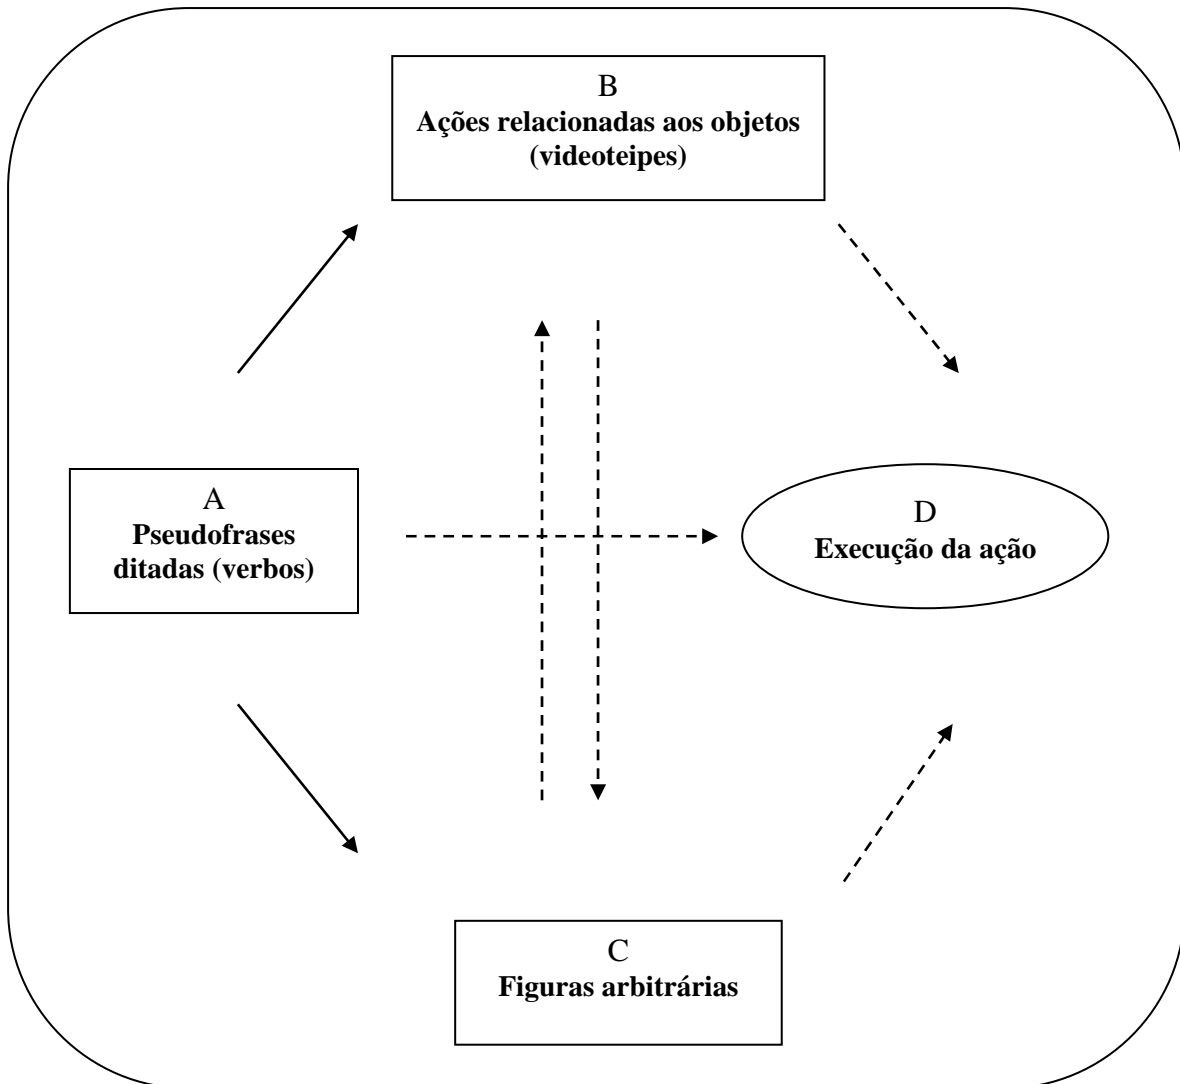 B
Ações relacionadas aos objetos
(videoteipes)
A
Pseudofrases
ditadas (verbos)
D
Execução da ação
C
Figuras arbitrárias